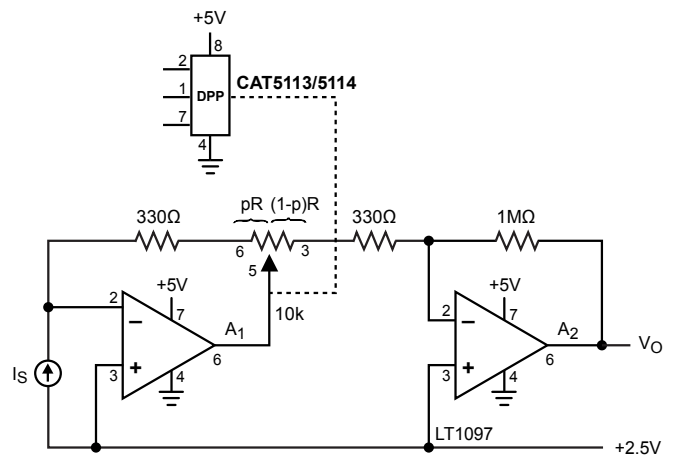 +5V
8
2
1
7
DPP
CAT5113/5114
4
pR (1-p)R
330Ω
330Ω
1MΩ
6
3
5
10k
+5V
+5V
2
7
A1
2
7
A2
–
–
6
6
VO
+
+
3
4
3
4
IS
LT1097
+2.5V